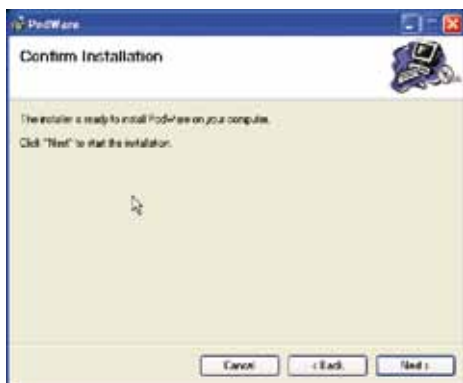 PodWare
Confirm Installation
The installer is ready to install PodWare on your computer.
Click "Next" to start the installation.
Cancel
< Back
Next >